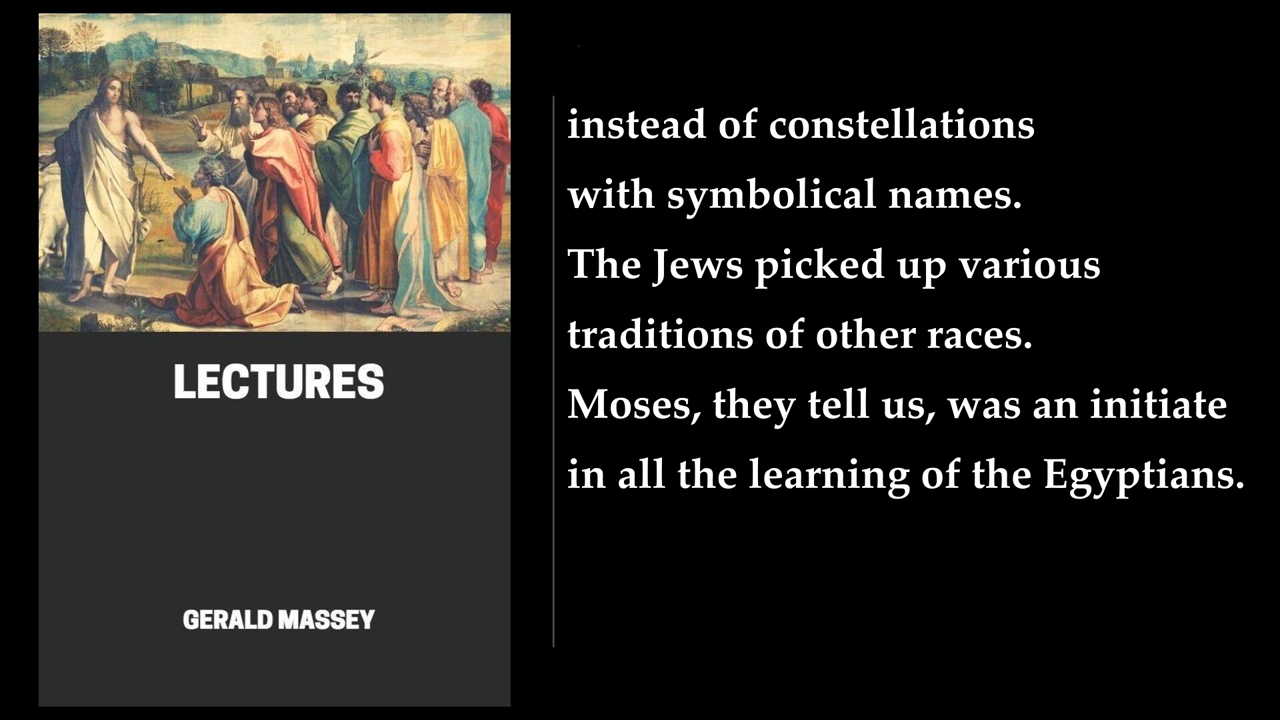 LECTURES
GERALD MASSEY
instead of constellations
with symbolical names.
The Jews picked up various
traditions of other races.
Moses, they tell us, was an initiate
in all the learning of the Egyptians.